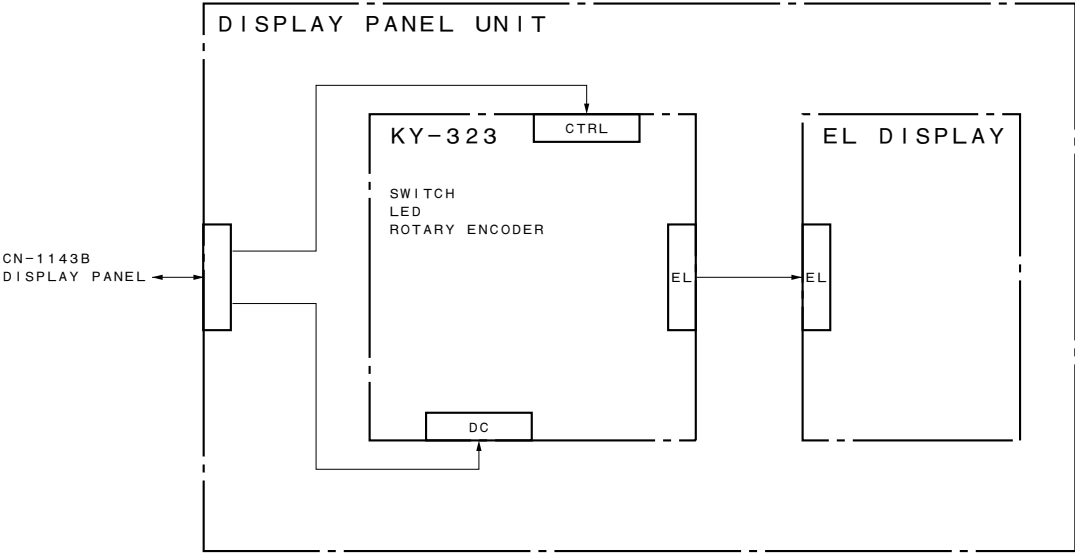 DISPLAY PANEL UNIT
CTRL
KY-323
EL DISPLAY
SWITCH
LED
ROTARY ENCODER
CN-1143B
DISPLAY PANEL
EL
EL
DC